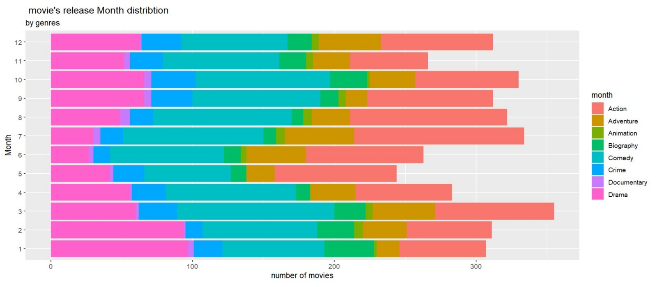 movie's release Month distribtion
by genres
12
11
10
9
8
7
6
5
4
3
2
1
Month
0
100
200
300
number of movies
month
Action
Adventure
Animation
Biography
Comedy
Crime
Documentary
Drama